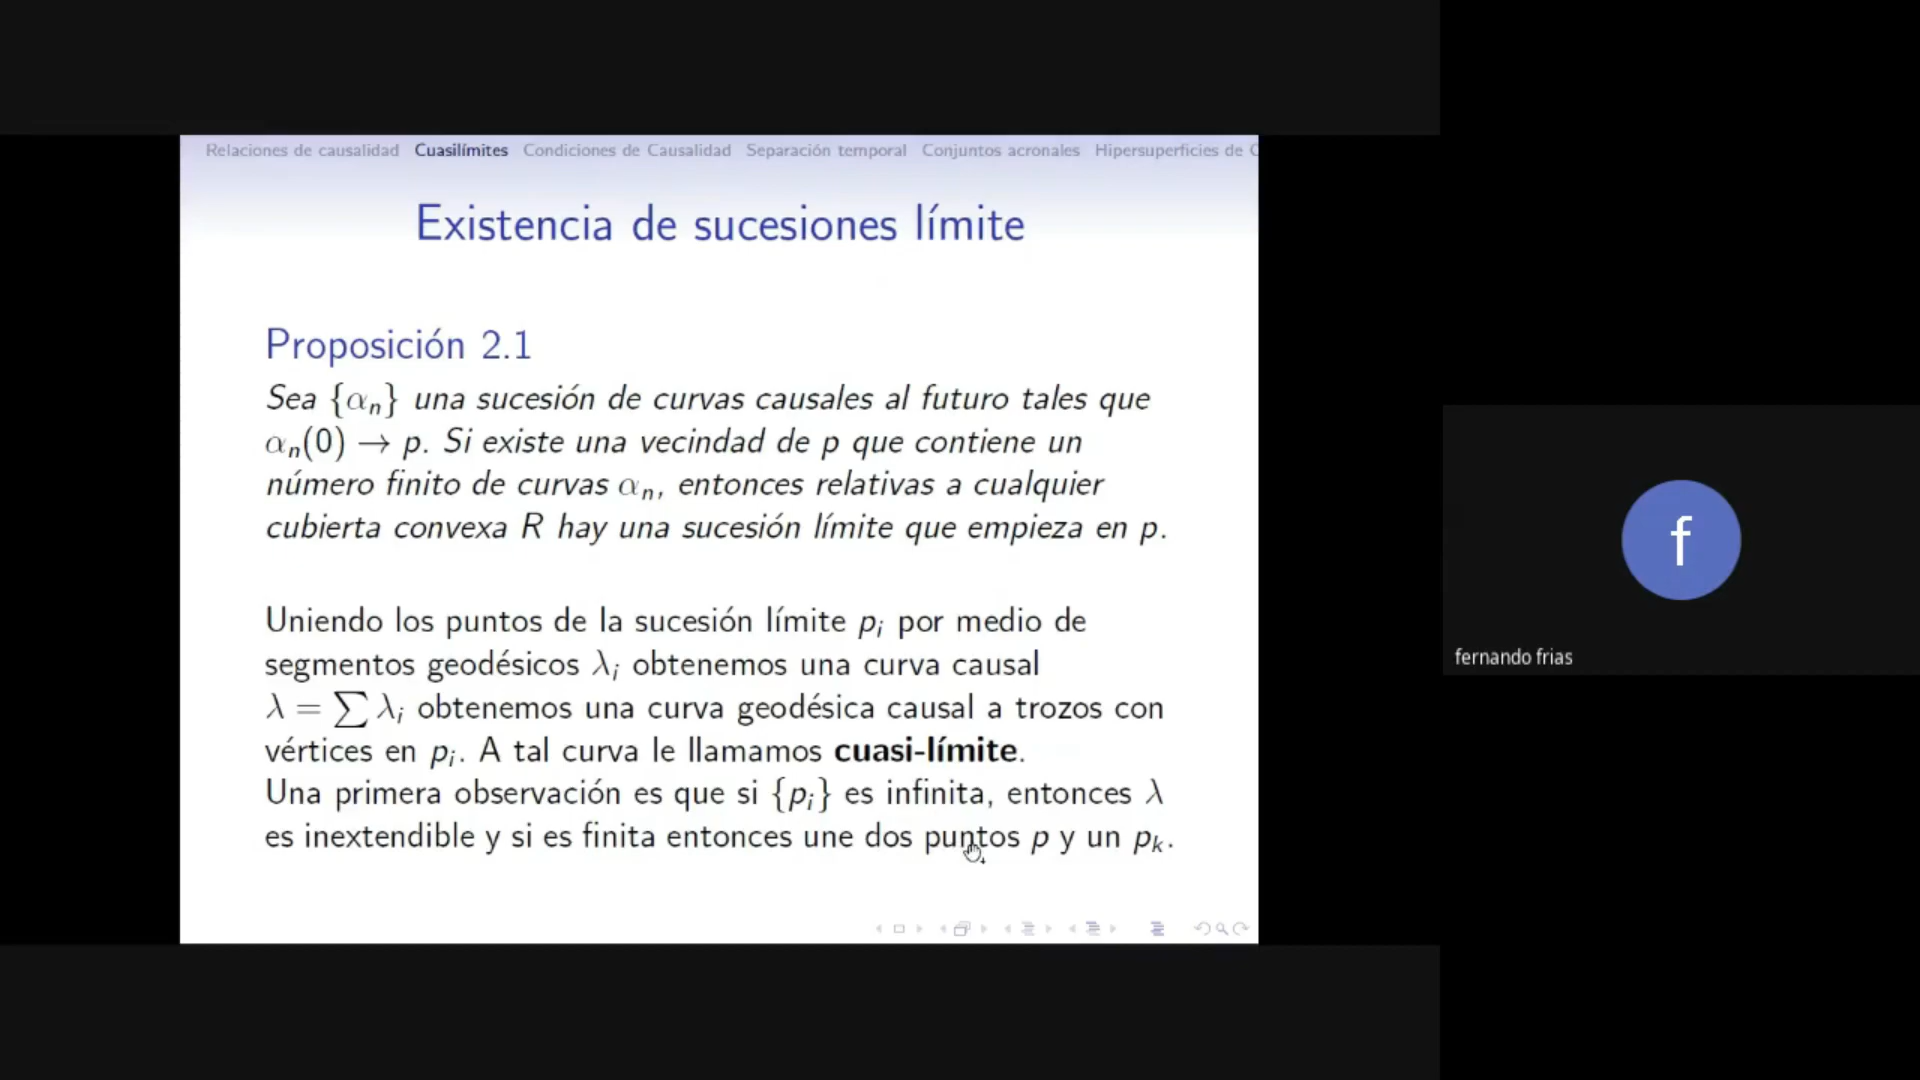 Relaciones de causalidad Cuasilímites Condiciones de Causalidad Separación temporal Conjuntos acronales Hipersuperficies de C
Existencia de sucesiones límite
Proposición 2.1
Sea {αₙ} una sucesión de curvas causales al futuro tales que
αₙ(0) → p. Si existe una vecindad de p que contiene un
número finito de curvas αₙ, entonces relativas a cualquier
cubierta convexa R hay una sucesión límite que empieza en p.
Uniendo los puntos de la sucesión límite pᵢ por medio de
segmentos geodésicos λᵢ obtenemos una curva causal
λ = ∑ λᵢ obtenemos una curva geodésica causal a trozos con
vértices en pᵢ. A tal curva le llamamos cuasi-límite.
Una primera observación es que si {pᵢ} es infinita, entonces λ
es inextendible y si es finita entonces une dos puntos p y un pₖ.
f
fernando frias